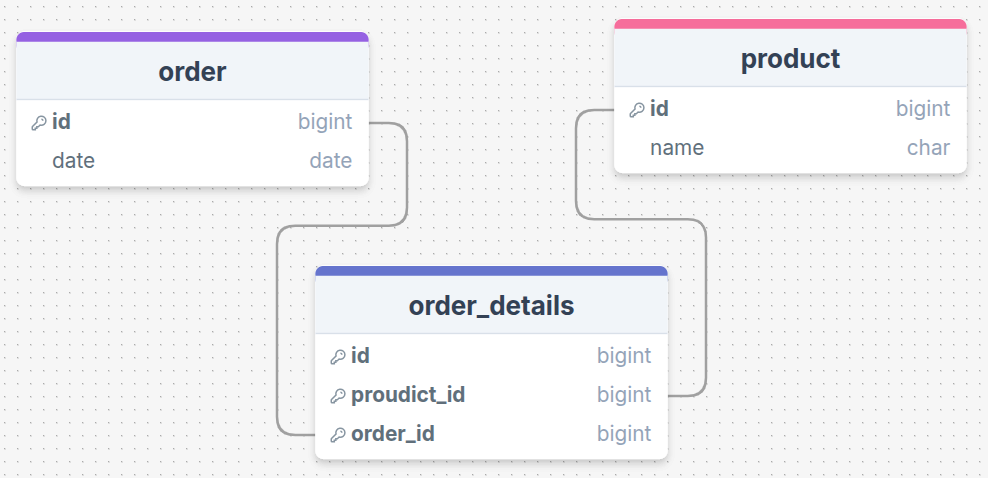 order
id bigint
date date
product
id bigint
name char
order_details
id bigint
proudict_id bigint
order_id bigint